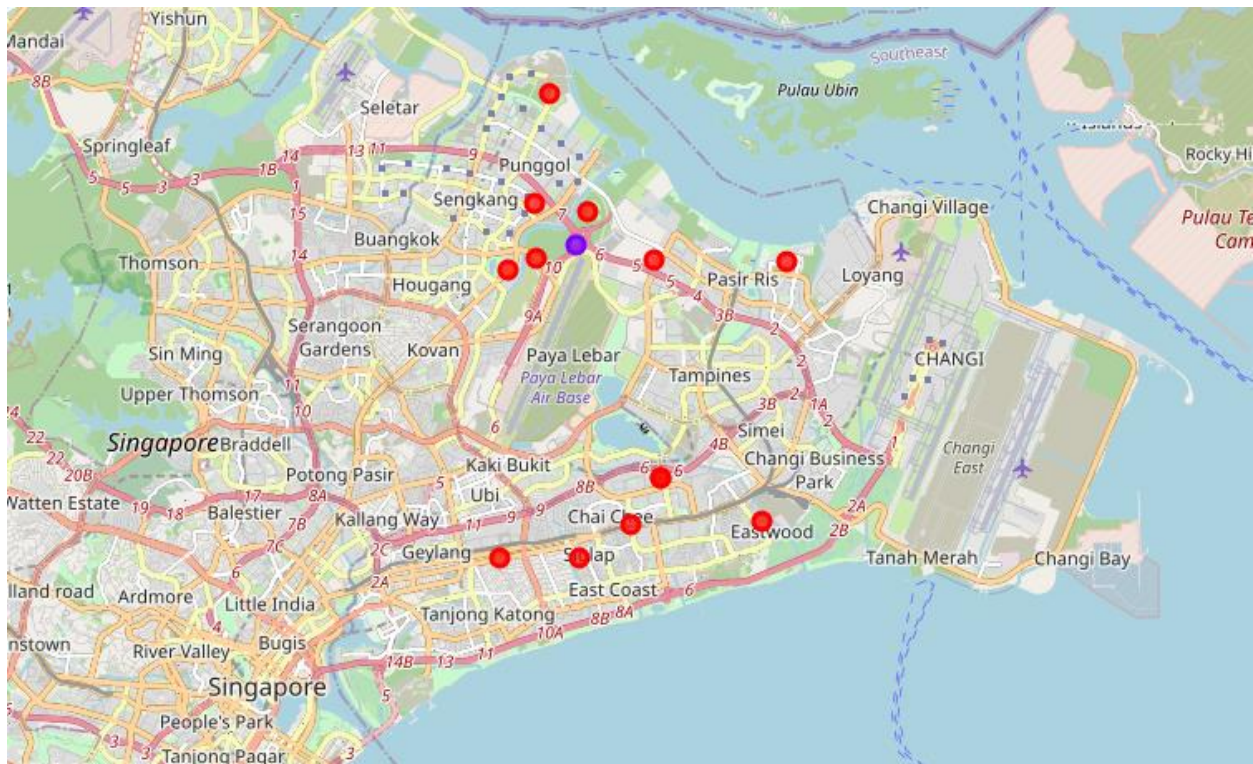 Yishun
Mandai
8B
Southeast
Seletar
Pulau Ubin
Springleaf
5
5
3
3
1B
14
13
11
9
Punggol
Rocky Hi
1
15
Sengkang
7
Changi Village
Buangkok
14
Thomson
10
6
5
5
Pasir Ris
Loyang
Hougang
4
2
9A
3B
Serangoon
Gardens
Kovan
Sin Ming
Paya Lebar
2
CHANGI
Upper Thomson
11
Paya Lebar
Air Base
Tampines
2
10
3B
1A
2
14
22
Singapore
Braddell
6
Simei
4B
1
Changi
East
20B
Potong Pasir
Kaki Bukit
6
6
Changi Business
Park
Watten Estate
17
8A
5
Ubi
8B
2A
19
18
Balestier
7B
Kallang Way
11
9
9
Chai Chee
Eastwood
2B
7C
2C
Geylang
Tanah Merah
Changi Bay
6
2A
East Coast
6
lland road
Ardmore
Little India
Tanjong Katong
8B
8A
4
Bugis
10A
nstown
River Valley
14B
13
11
Singapore
5
5
People's Park
3
3
3
Tanjong Pagar